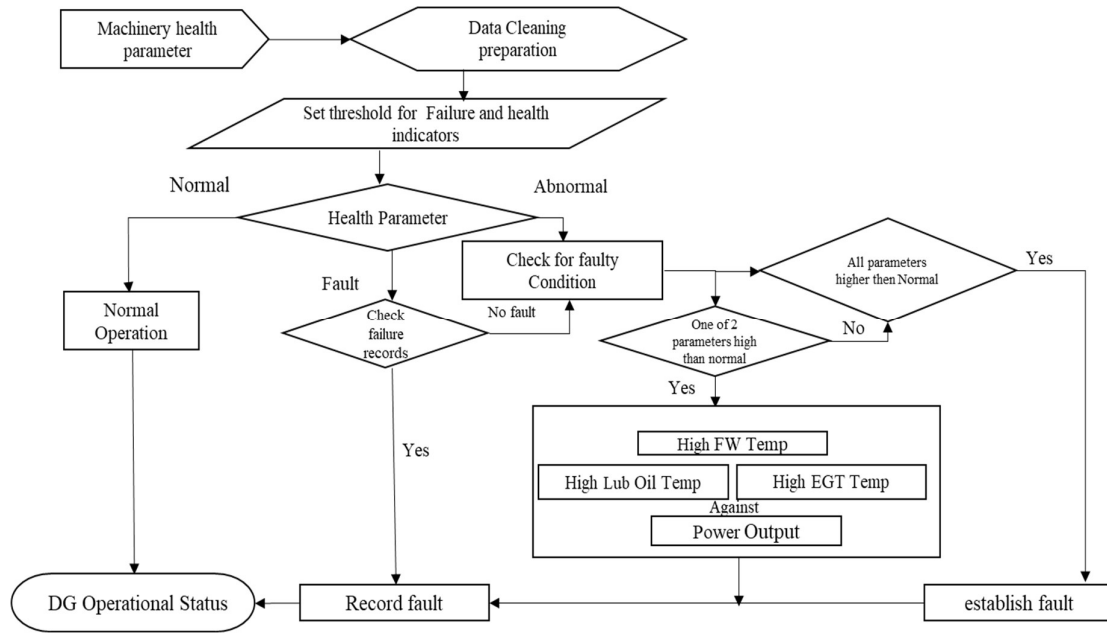 Machinery health
parameter
Data Cleaning
preparation
Set threshold for Failure and health
indicators
Normal
Abnormal
Health Parameter
Check for faulty
Condition
All parameters
higher then Normal
Yes
Fault
Normal
Operation
No fault
Check
failure
records
One of 2
parameters high
than normal
No
Yes
Yes
High FW Temp
High Lub Oil Temp
High EGT Temp
Against
Power Output
DG Operational Status
Record fault
establish fault